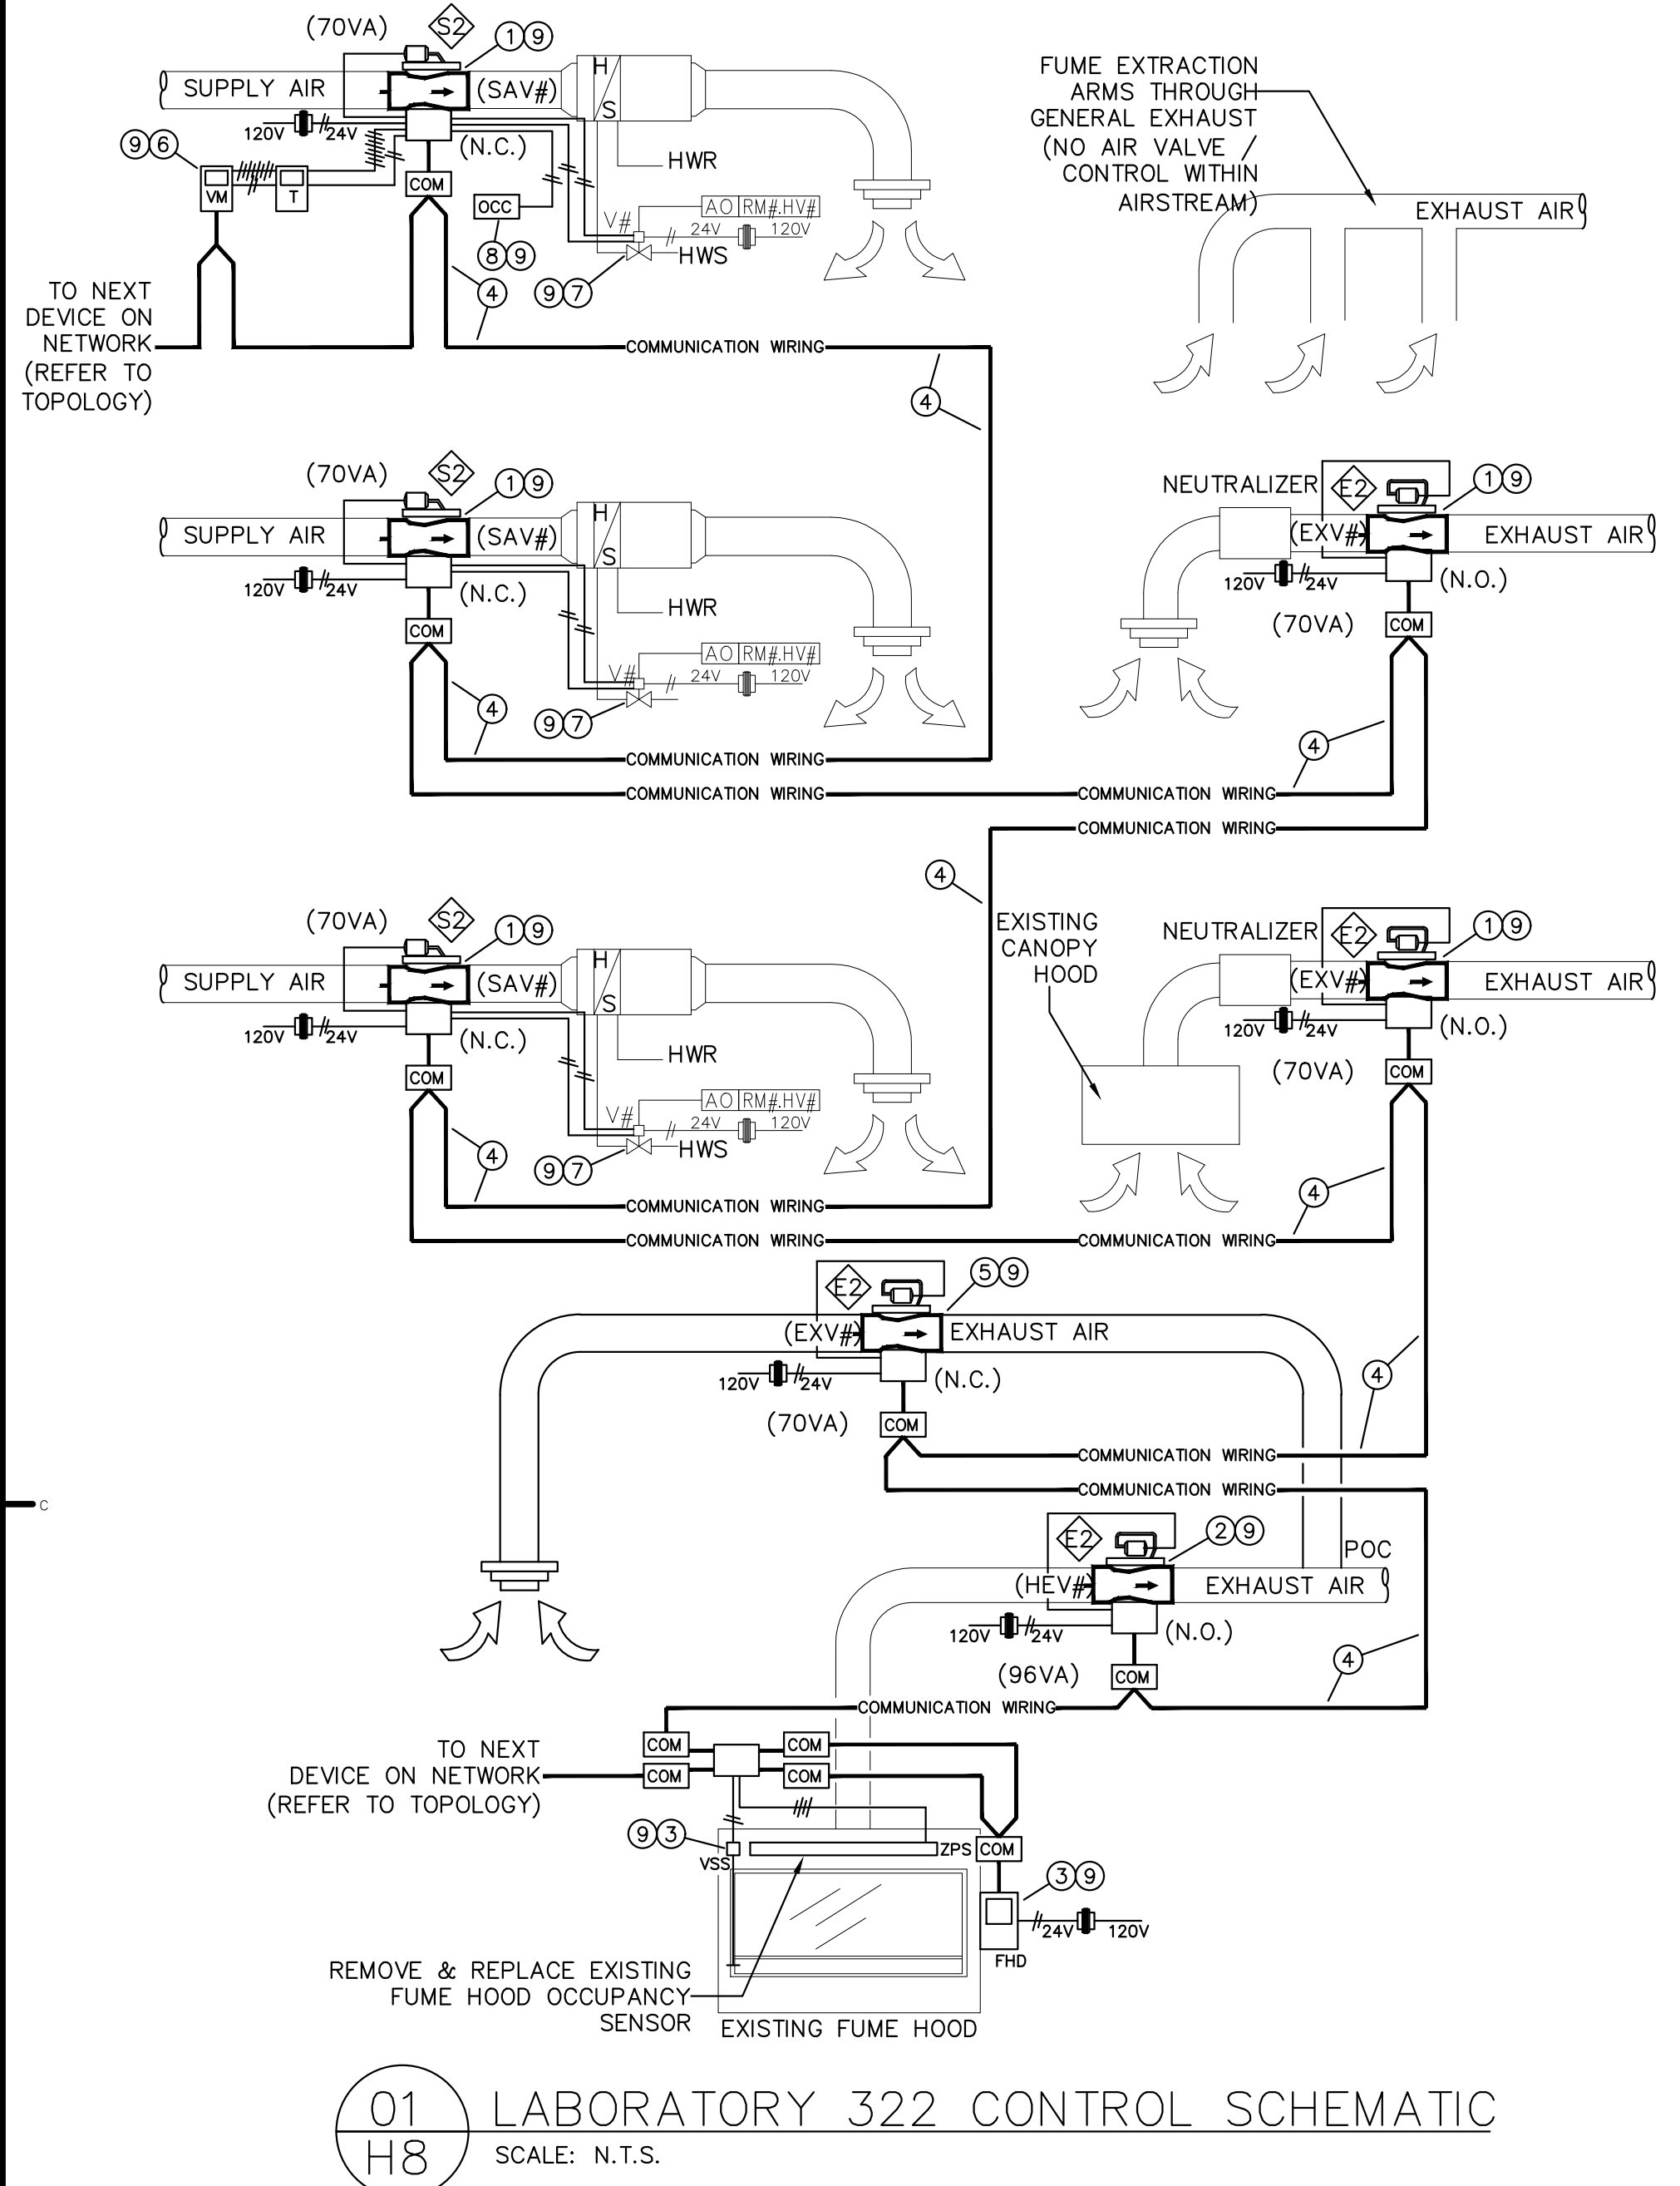 (70VA)
S2
1 9
SUPPLY AIR
(SAV#)
H
S
120V
24V
(N.C.)
HWR
9 6
VM
T
COM
OCC
8 9
V#
AO RM#.HV#
24V
120V
HWS
9 7
4
TO NEXT
DEVICE ON
NETWORK
(REFER TO
TOPOLOGY)
COMMUNICATION WIRING
4
FUME EXTRACTION
ARMS THROUGH
GENERAL EXHAUST
(NO AIR VALVE /
CONTROL WITHIN
AIRSTREAM)
EXHAUST AIR
(70VA)
S2
1 9
SUPPLY AIR
(SAV#)
H
S
120V
24V
(N.C.)
HWR
COM
V#
AO RM#.HV#
24V
120V
9 7
4
COMMUNICATION WIRING
COMMUNICATION WIRING
NEUTRALIZER
E2
1 9
(EXV#)
EXHAUST AIR
120V
24V
(N.O.)
(70VA)
COM
4
COMMUNICATION WIRING
COMMUNICATION WIRING
4
(70VA)
S2
1 9
SUPPLY AIR
(SAV#)
H
S
120V
24V
(N.C.)
HWR
COM
V#
AO RM#.HV#
24V
120V
HWS
9 7
4
COMMUNICATION WIRING
COMMUNICATION WIRING
EXISTING
CANOPY
HOOD
NEUTRALIZER
E2
1 9
(EXV#)
EXHAUST AIR
120V
24V
(N.O.)
(70VA)
COM
4
COMMUNICATION WIRING
E2
5 9
(EXV#)
EXHAUST AIR
120V
24V
(N.C.)
(70VA)
COM
4
COMMUNICATION WIRING
COMMUNICATION WIRING
C
E2
2 9
POC
(HEV#)
EXHAUST AIR
120V
24V
(N.O.)
(96VA)
COM
4
COMMUNICATION WIRING
COM
COM
COM
COM
TO NEXT
DEVICE ON NETWORK
(REFER TO TOPOLOGY)
9 3
VSS
ZPS
COM
3 9
24V
120V
FHD
REMOVE & REPLACE EXISTING
FUME HOOD OCCUPANCY
SENSOR
EXISTING FUME HOOD
01
H8
LABORATORY 322 CONTROL SCHEMATIC
SCALE: N.T.S.